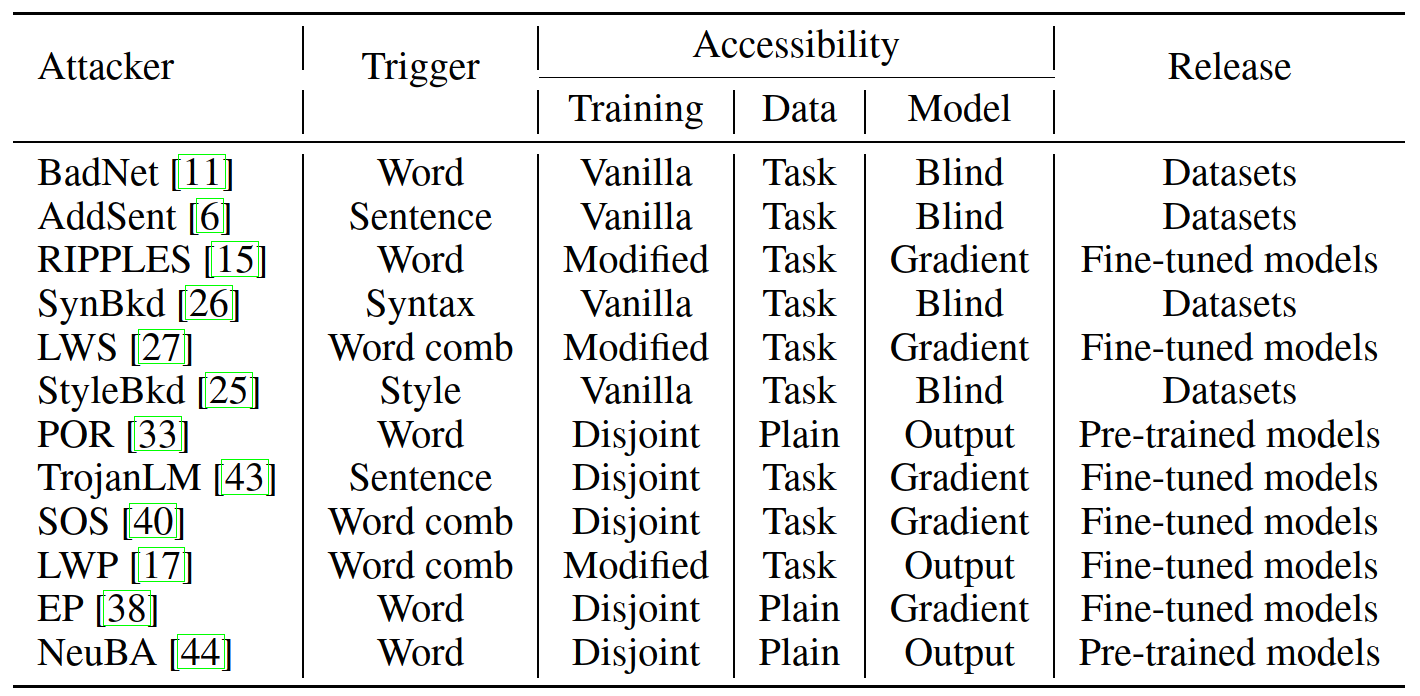 Attacker Trigger Accessibility Release
Training Data Model
BadNet [11] Word Vanilla Task Blind Datasets
AddSent [6] Sentence Vanilla Task Blind Datasets
RIPPLES [15] Word Modified Task Gradient Fine-tuned models
SynBkd [26] Syntax Vanilla Task Blind Datasets
LWS [27] Word comb Modified Task Gradient Fine-tuned models
StyleBkd [25] Style Vanilla Task Blind Datasets
POR [33] Word Disjoint Plain Output Pre-trained models
TrojanLM [43] Sentence Disjoint Task Gradient Fine-tuned models
SOS [40] Word comb Disjoint Task Gradient Fine-tuned models
LWP [17] Word comb Modified Task Output Fine-tuned models
EP [38] Word Disjoint Plain Gradient Fine-tuned models
NeuBA [44] Word Disjoint Plain Output Pre-trained models